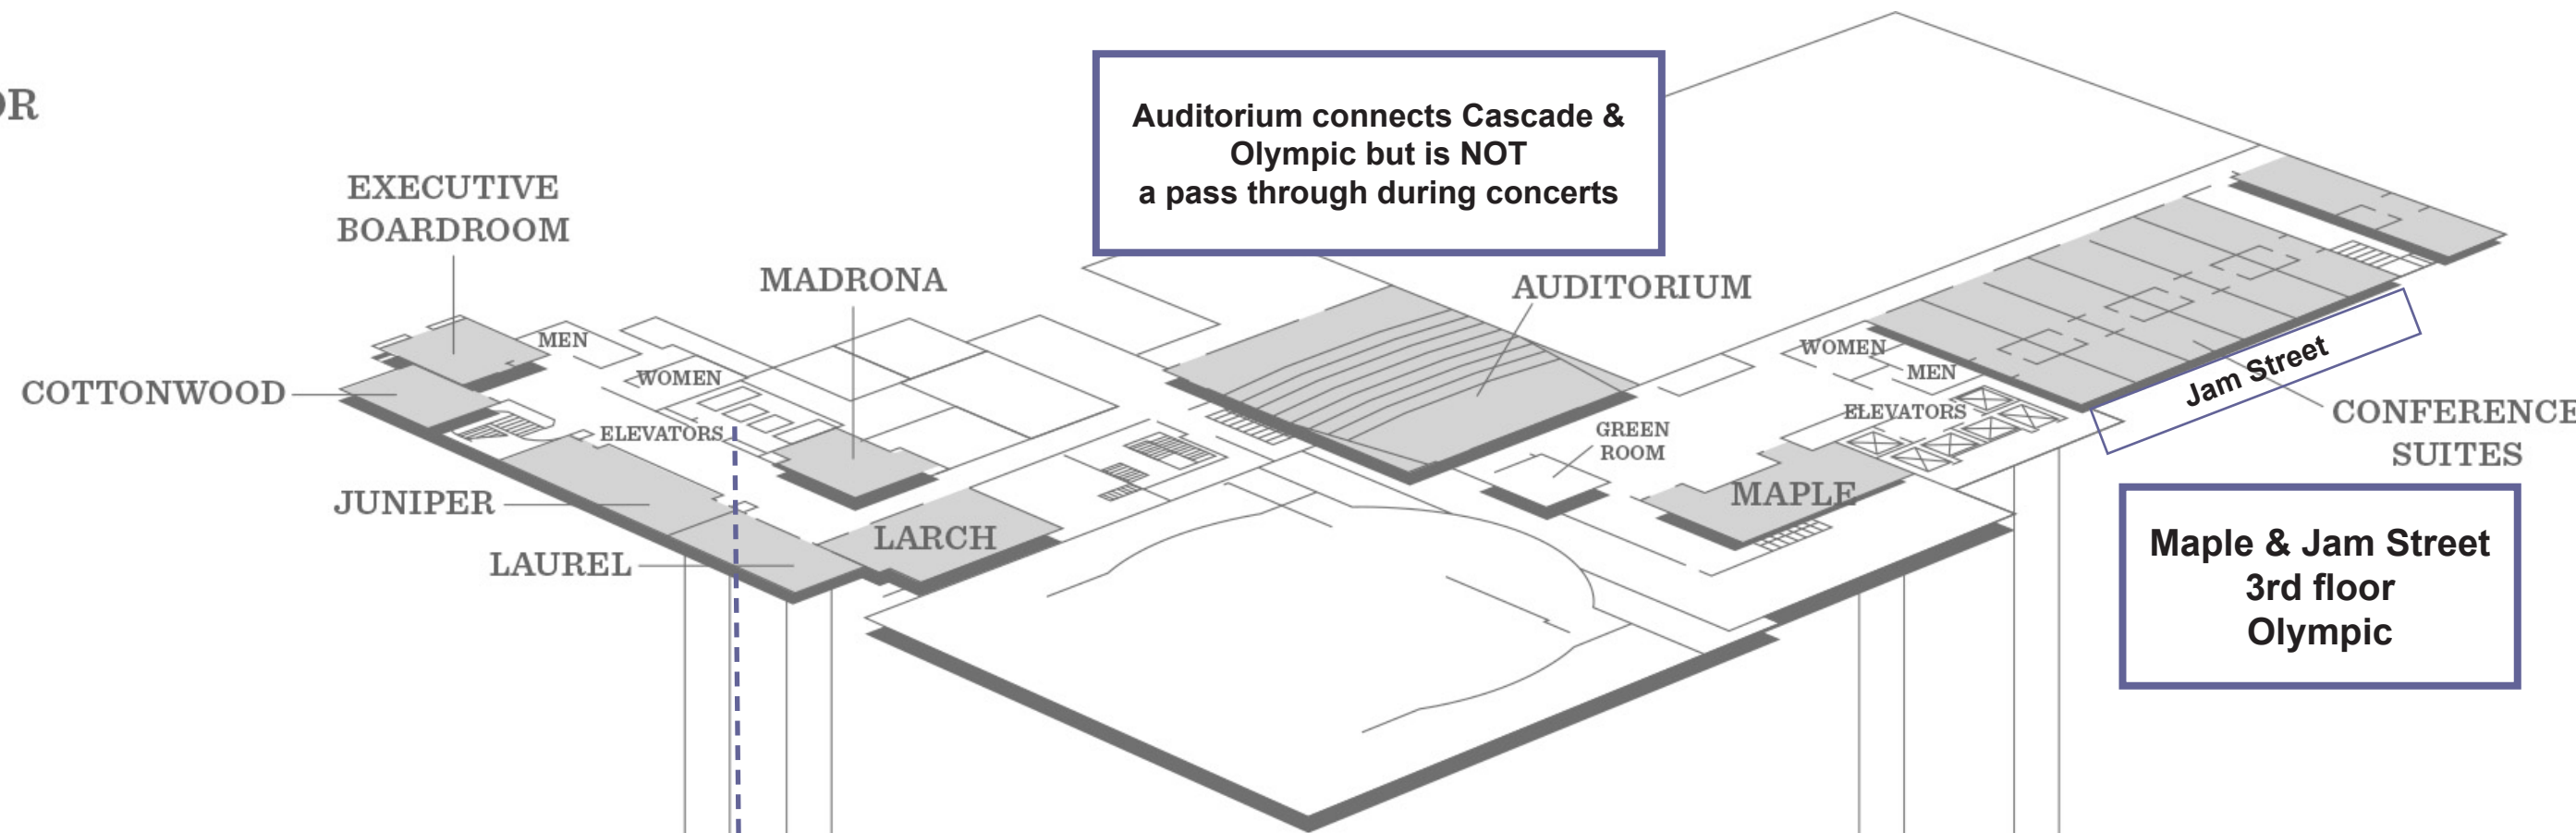 OR
Auditorium connects Cascade &
Olympic but is NOT
a pass through during concerts
EXECUTIVE
BOARDROOM
MADRONA
AUDITORIUM
MEN
WOMEN
COTTONWOOD
ELEVATORS
JUNIPER
LAUREL
LARCH
GREEN
ROOM
WOMEN
MEN
ELEVATORS
MAPLE
Jam Street
CONFERENCE
SUITES
Maple & Jam Street
3rd floor
Olympic